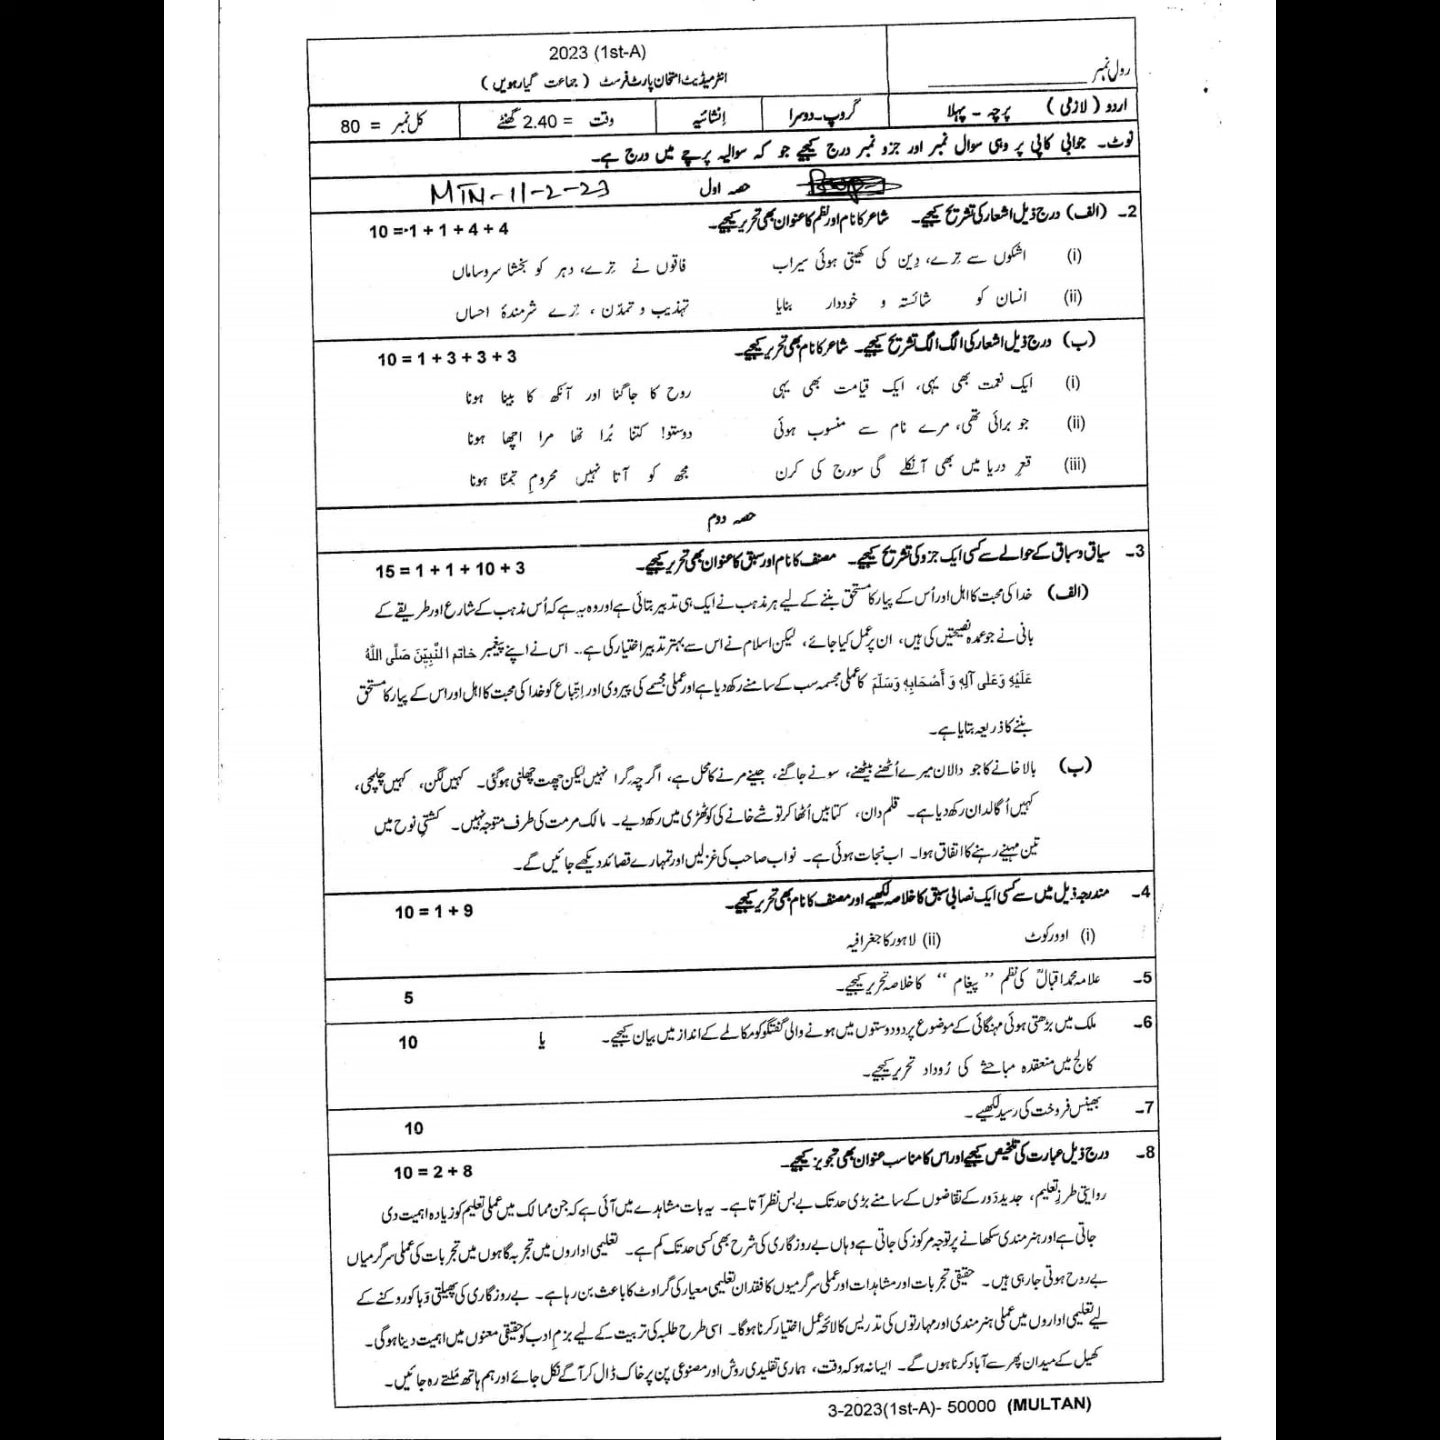 2023 (1st-A)
رول نمبر ____________
انٹرمیڈیٹ امتحان پارٹ فرسٹ ( جماعت گیارھویں )
اردو ( لازمی ) پرچہ - پہلا گروپ۔دوسرا اِنشائیہ وقت = 2.40 گھنٹے کل نمبر = 80
نوٹ۔ جوابی کاپی پر وہی سوال نمبر اور جزو نمبر درج کیجیے جو کہ سوالیہ پرچے میں درج ہے۔
حصہ اول MTN-11-2-23
2۔ (الف) درج ذیل اشعار کی تشریح کیجیے۔ شاعر کا نام اور نظم کا عنوان بھی تحریر کیجیے۔ 10 = 1 + 1 + 4 + 4
(i) اشکوں سے تِرے، دِین کی کھیتی ہوئی سیراب فاقوں نے تِرے، دہر کو بخشا سروساماں
(ii) انسان کو شائستہ و خوددار بنایا تہذیب و تمدّن ، تِرے شرمندۂ احساں
(ب) درج ذیل اشعار کی الگ الگ تشریح کیجیے۔ شاعر کا نام بھی تحریر کیجیے۔ 10 = 1 + 3 + 3 + 3
(i) ایک نعمت بھی یہی، ایک قیامت بھی یہی روح کا جاگنا اور آنکھ کا بینا ہونا
(ii) جو برائی تھی، مرے نام سے منسوب ہوئی دوستو! کتنا بُرا تھا مرا اچھا ہونا
(iii) قعرِ دریا میں بھی آنکلے گی سورج کی کرن مجھ کو آتا نہیں محرومِ تمنّا ہونا
حصہ دوم
3۔ سیاق و سباق کے حوالے سے کسی ایک جزو کی تشریح کیجیے۔ مصنف کا نام اور سبق کا عنوان بھی تحریر کیجیے۔ 15 = 1 + 1 + 10 + 3
(الف) خدا کی محبت کا اہل اور اُس کے پیار کا مستحق بننے کے لیے ہر مذہب نے ایک ہی تدبیر بتائی ہے اور وہ یہ ہے کہ اُس مذہب کے شارع اور طریقے کے
بانی نے جو عمدہ نصیحتیں کی ہیں، ان پر عمل کیا جائے، لیکن اسلام نے اس سے بہتر تدبیر اختیار کی ہے۔ اس نے اپنے پیغمبر خاتم النَّبِیّٖنَ صَلَّی اللّٰهُ
عَلَیْهِ وَعَلٰی آلِهٖ وَ أَصْحَابِهٖ وَسَلَّمَ کا عملی مجسمہ سب کے سامنے رکھ دیا ہے اور عملی مجسمے کی پیروی اور اِتّباع کو خدا کی محبت کا اہل اور اس کے پیار کا مستحق
بننے کا ذریعہ بتایا ہے۔
(ب) بالا خانے کا جو دالان میرے اُٹھنے بیٹھنے، سونے جاگنے، جینے مرنے کا محل ہے، اگرچہ گرا نہیں لیکن چھت چھلنی ہوگئی۔ کہیں لگن، کہیں چلمچی،
کہیں اُگالدان رکھ دیا ہے۔ قلم دان، کتابیں اُٹھا کر توشے خانے کی کوٹھڑی میں رکھ دیے۔ مالک مرمت کی طرف متوجہ نہیں۔ کشتیِ نوح میں
تین مہینے رہنے کا اتفاق ہوا۔ اب نجات ہوئی ہے۔ نواب صاحب کی غزلیں اور تمہارے قصائد دیکھے جائیں گے۔
4۔ مندرجہ ذیل میں سے کسی ایک نصابی سبق کا خلاصہ لکھیے اور مصنف کا نام بھی تحریر کیجیے۔ 10 = 1 + 9
(i) اوورکوٹ (ii) لاہور کا جغرافیہ
5۔ علامہ محمد اقبالؒ کی نظم ‘‘ پیغام ’’ کا خلاصہ تحریر کیجیے۔ 5
6۔ ملک میں بڑھتی ہوئی مہنگائی کے موضوع پر دو دوستوں میں ہونے والی گفتگو کو مکالمے کے انداز میں بیان کیجیے۔ یا 10
کالج میں منعقدہ مباحثے کی رُوداد تحریر کیجیے۔
7۔ بھینس فروخت کی رسید لکھیے۔ 10
8۔ درج ذیل عبارت کی تلخیص کیجیے اور اس کا مناسب عنوان بھی تجویز کیجیے۔ 10 = 2 + 8
روایتی طرزِ تعلیم، جدید دَور کے تقاضوں کے سامنے بڑی حد تک بے بس نظر آتا ہے۔ یہ بات مشاہدے میں آئی ہے کہ جن ممالک میں عملی تعلیم کو زیادہ اہمیت دی
جاتی ہے اور ہنرمندی سکھانے پر توجہ مرکوز کی جاتی ہے وہاں بے روزگاری کی شرح بھی کسی حد تک کم ہے۔ تعلیمی اداروں میں تجربہ گاہوں میں تجربات کی عملی سرگرمیاں
بے روح ہوتی جارہی ہیں۔ حقیقی تجربات اور مشاہدات اور عملی سرگرمیوں کا فقدان تعلیمی معیار کی گراوٹ کا باعث بن رہا ہے۔ بے روزگاری کی پھیلتی وَبا کو روکنے کے
لیے تعلیمی اداروں میں عملی ہنرمندی اور مہارتوں کی تدریس کا لائحہ عمل اختیار کرنا ہوگا۔ اسی طرح طلبہ کی تربیت کے لیے بزمِ ادب کو حقیقی معنوں میں اہمیت دینا ہوگی۔
کھیل کے میدان پھر سے آباد کرنا ہوں گے۔ ایسا نہ ہو کہ وقت، ہماری تقلیدی روش اور مصنوعی پن پر خاک ڈال کر آگے نکل جائے اور ہم ہاتھ مَلتے رہ جائیں۔
3-2023(1st-A)- 50000 (MULTAN)